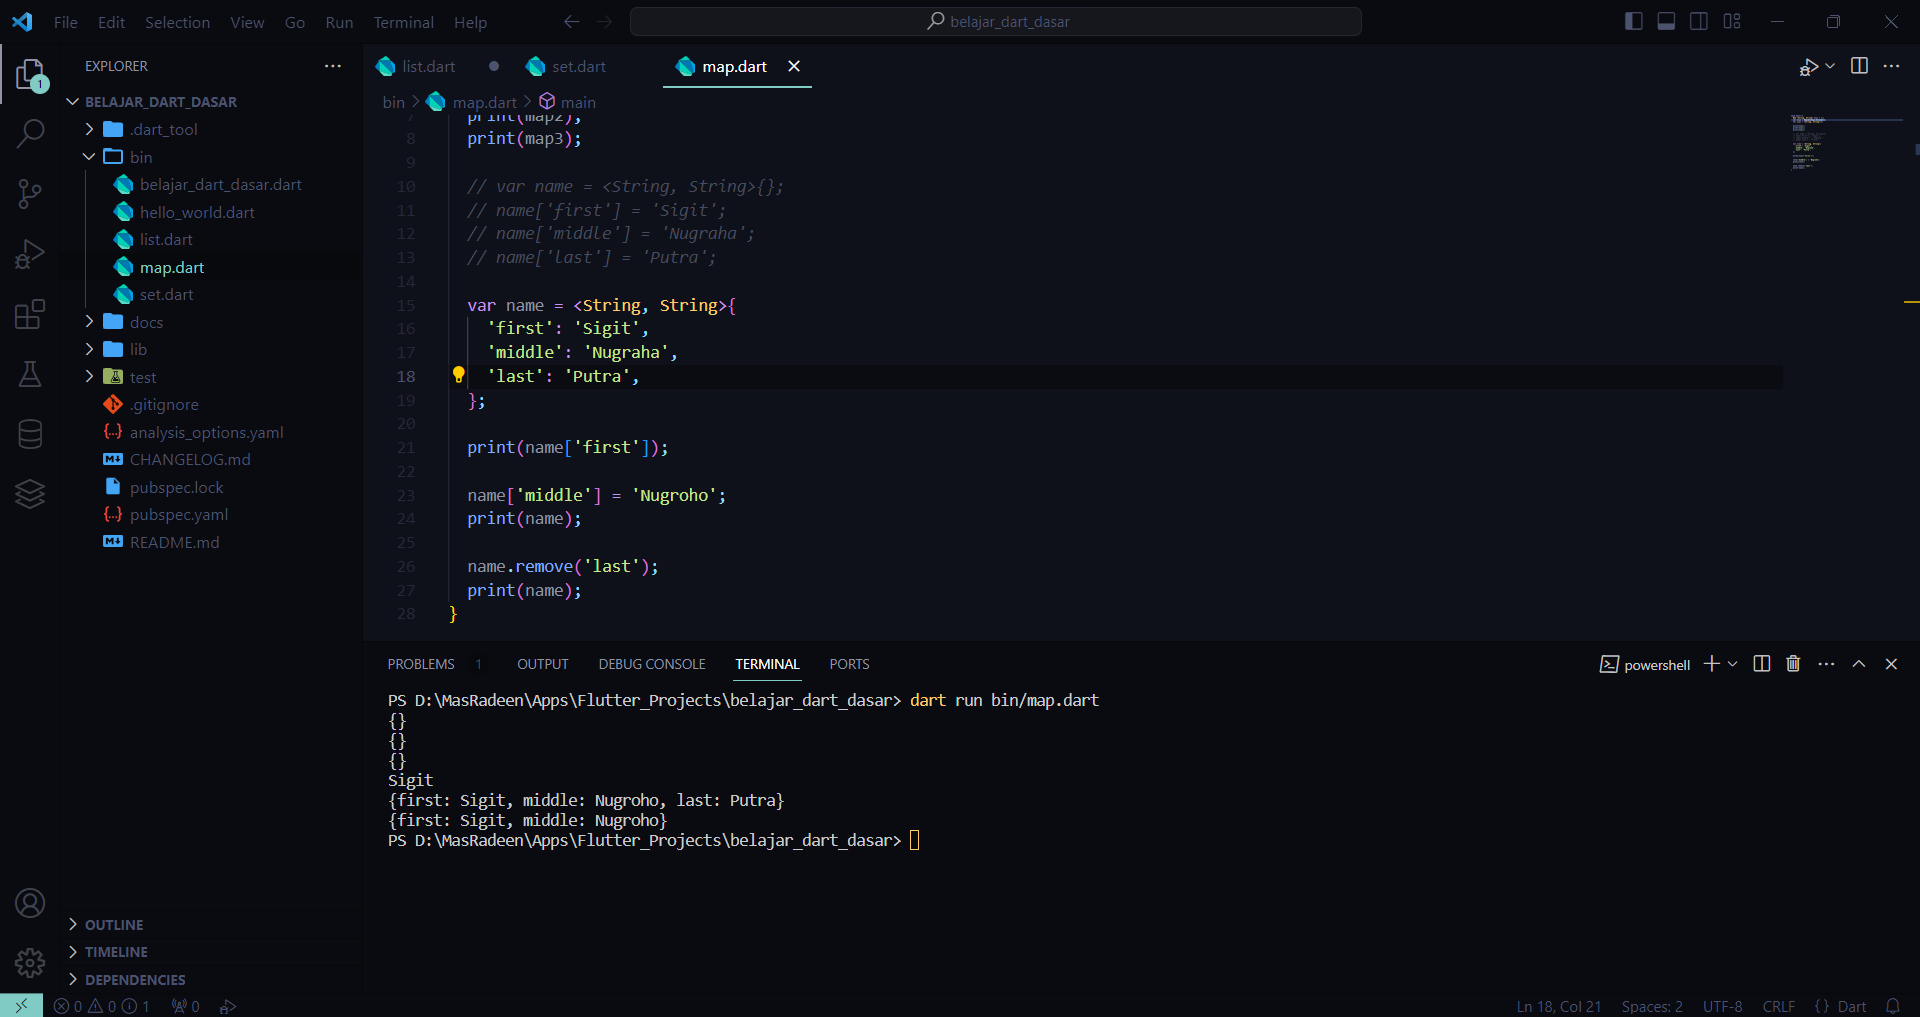 File Edit Selection View Go Run Terminal Help
belajar_dart_dasar
EXPLORER
1
BELAJAR_DART_DASAR
.dart_tool
bin
belajar_dart_dasar.dart
hello_world.dart
list.dart
map.dart
set.dart
docs
lib
test
.gitignore
analysis_options.yaml
CHANGELOG.md
pubspec.lock
pubspec.yaml
README.md
OUTLINE
TIMELINE
DEPENDENCIES
list.dart set.dart map.dart
bin > map.dart > main
7 print(map2);
8 print(map3);
9
10 // var name = <String, String>{};
11 // name['first'] = 'Sigit';
12 // name['middle'] = 'Nugraha';
13 // name['last'] = 'Putra';
14
15 var name = <String, String>{
16 'first': 'Sigit',
17 'middle': 'Nugraha',
18 'last': 'Putra',
19 };
20
21 print(name['first']);
22
23 name['middle'] = 'Nugroho';
24 print(name);
25
26 name.remove('last');
27 print(name);
28 }
PROBLEMS 1 OUTPUT DEBUG CONSOLE TERMINAL PORTS
powershell
PS D:\MasRadeen\Apps\Flutter_Projects\belajar_dart_dasar> dart run bin/map.dart
{}
{}
{}
Sigit
{first: Sigit, middle: Nugroho, last: Putra}
{first: Sigit, middle: Nugroho}
PS D:\MasRadeen\Apps\Flutter_Projects\belajar_dart_dasar>
0 0 1 0
Ln 18, Col 21 Spaces: 2 UTF-8 CRLF {} Dart